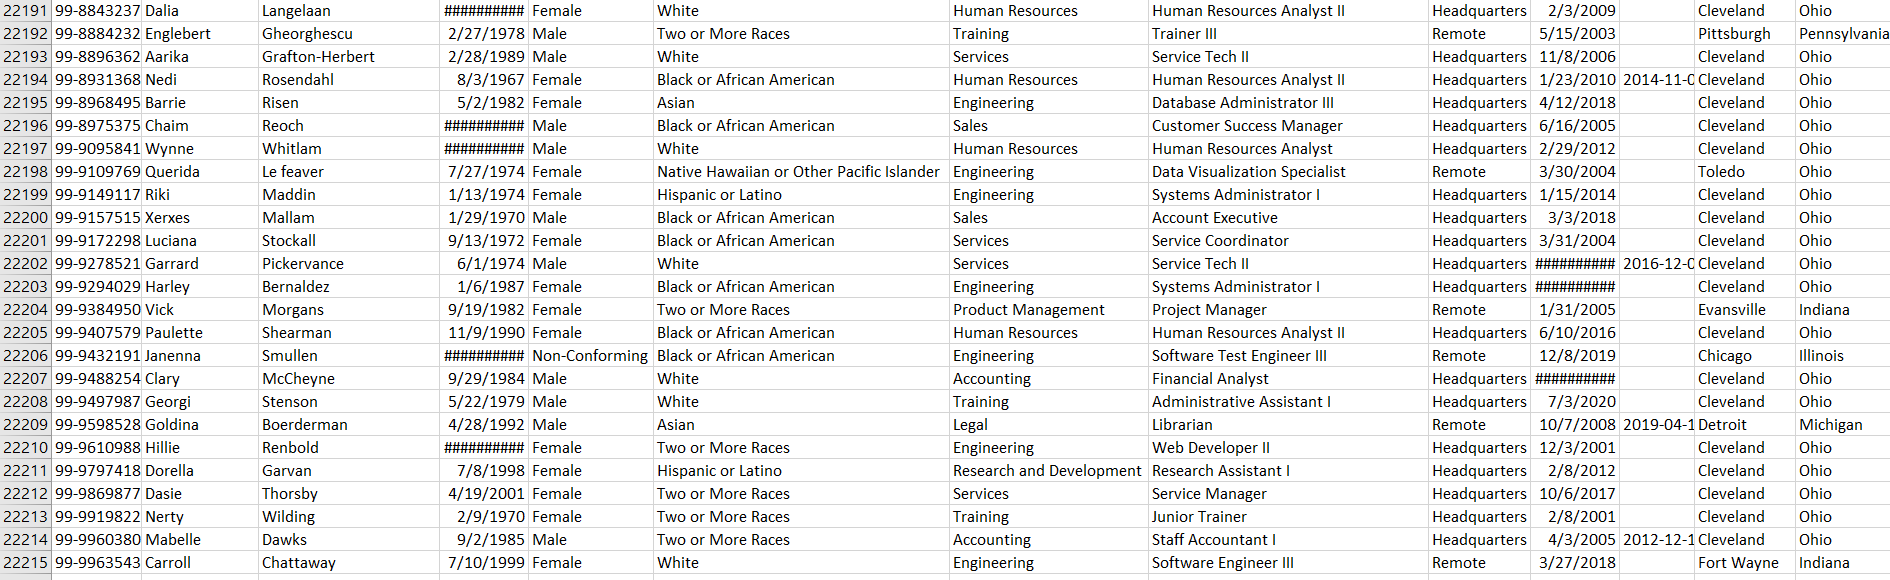 22191 99-8843237 Dalia Langelaan ########## Female White Human Resources Human Resources Analyst II Headquarters 2/3/2009 Cleveland Ohio
22192 99-8884232 Englebert Gheorghescu 2/27/1978 Male Two or More Races Training Trainer III Remote 5/15/2003 Pittsburgh Pennsylvania
22193 99-8896362 Aarika Grafton-Herbert 2/28/1989 Male White Services Service Tech II Headquarters 11/8/2006 Cleveland Ohio
22194 99-8931368 Nedi Rosendahl 8/3/1967 Female Black or African American Human Resources Human Resources Analyst II Headquarters 1/23/2010 2014-11-0 Cleveland Ohio
22195 99-8968495 Barrie Risen 5/2/1982 Female Asian Engineering Database Administrator III Headquarters 4/12/2018 Cleveland Ohio
22196 99-8975375 Chaim Reoch ########## Male Black or African American Sales Customer Success Manager Headquarters 6/16/2005 Cleveland Ohio
22197 99-9095841 Wynne Whitlam ########## Male White Human Resources Human Resources Analyst Headquarters 2/29/2012 Cleveland Ohio
22198 99-9109769 Querida Le feaver 7/27/1974 Female Native Hawaiian or Other Pacific Islander Engineering Data Visualization Specialist Remote 3/30/2004 Toledo Ohio
22199 99-9149117 Riki Maddin 1/13/1974 Female Hispanic or Latino Engineering Systems Administrator I Headquarters 1/15/2014 Cleveland Ohio
22200 99-9157515 Xerxes Mallam 1/29/1970 Male Black or African American Sales Account Executive Headquarters 3/3/2018 Cleveland Ohio
22201 99-9172298 Luciana Stockall 9/13/1972 Female Black or African American Services Service Coordinator Headquarters 3/31/2004 Cleveland Ohio
22202 99-9278521 Garrard Pickervance 6/1/1974 Male White Services Service Tech II Headquarters ########## 2016-12-0 Cleveland Ohio
22203 99-9294029 Harley Bernaldez 1/6/1987 Female Black or African American Engineering Systems Administrator I Headquarters ########## Cleveland Ohio
22204 99-9384950 Vick Morgans 9/19/1982 Female Two or More Races Product Management Project Manager Remote 1/31/2005 Evansville Indiana
22205 99-9407579 Paulette Shearman 11/9/1990 Female Black or African American Human Resources Human Resources Analyst II Headquarters 6/10/2016 Cleveland Ohio
22206 99-9432191 Janenna Smullen ########## Non-Conforming Black or African American Engineering Software Test Engineer III Remote 12/8/2019 Chicago Illinois
22207 99-9488254 Clary McCheyne 9/29/1984 Male White Accounting Financial Analyst Headquarters ########## Cleveland Ohio
22208 99-9497987 Georgi Stenson 5/22/1979 Male White Training Administrative Assistant I Headquarters 7/3/2020 Cleveland Ohio
22209 99-9598528 Goldina Boerderman 4/28/1992 Male Asian Legal Librarian Remote 10/7/2008 2019-04-1 Detroit Michigan
22210 99-9610988 Hillie Renbold ########## Female Two or More Races Engineering Web Developer II Headquarters 12/3/2001 Cleveland Ohio
22211 99-9797418 Dorella Garvan 7/8/1998 Female Hispanic or Latino Research and Development Research Assistant I Headquarters 2/8/2012 Cleveland Ohio
22212 99-9869877 Dasie Thorsby 4/19/2001 Female Two or More Races Services Service Manager Headquarters 10/6/2017 Cleveland Ohio
22213 99-9919822 Nerty Wilding 2/9/1970 Female Two or More Races Training Junior Trainer Headquarters 2/8/2001 Cleveland Ohio
22214 99-9960380 Mabelle Dawks 9/2/1985 Male Two or More Races Accounting Staff Accountant I Headquarters 4/3/2005 2012-12-1 Cleveland Ohio
22215 99-9963543 Carroll Chattaway 7/10/1999 Female White Engineering Software Engineer III Remote 3/27/2018 Fort Wayne Indiana